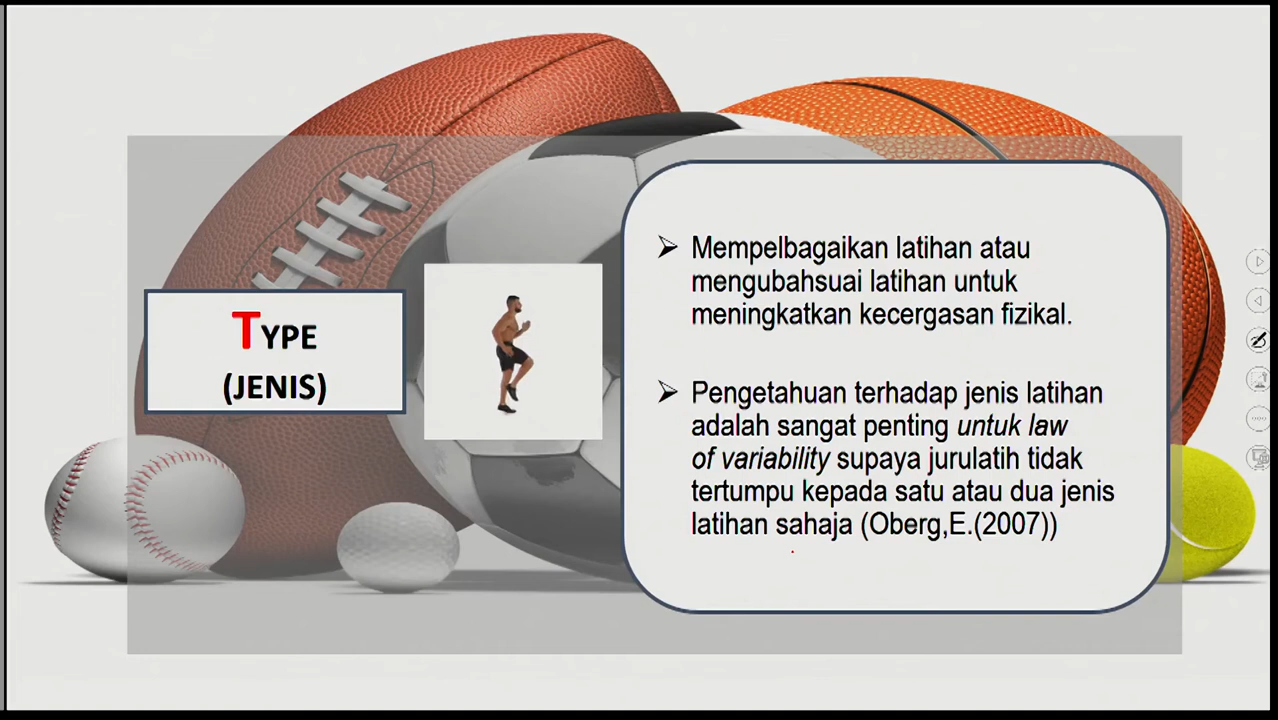 TYPE
(JENIS)
➢ Mempelbagaikan latihan atau
mengubahsuai latihan untuk
meningkatkan kecergasan fizikal.
➢ Pengetahuan terhadap jenis latihan
adalah sangat penting untuk law
of variability supaya jurulatih tidak
tertumpu kepada satu atau dua jenis
latihan sahaja (Oberg,E.(2007))